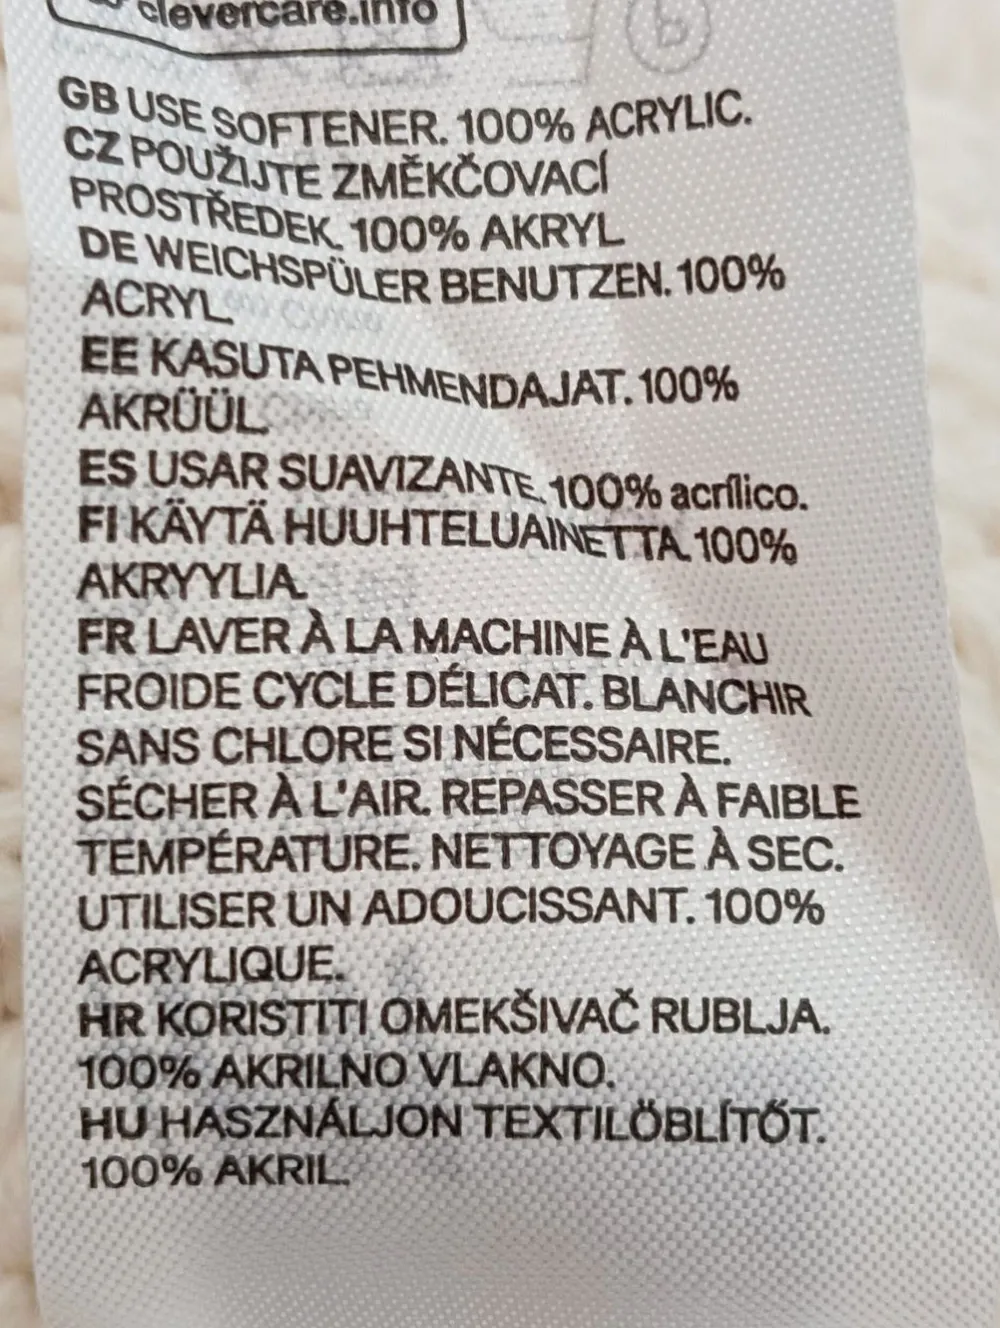 clevercare.info
GB USE SOFTENER. 100% ACRYLIC.
CZ POUŽIJTE ZMĚKČOVACÍ
PROSTŘEDEK. 100% AKRYL
DE WEICHSPÜLER BENUTZEN. 100%
ACRYL
EE KASUTA PEHMENDAJAT. 100%
AKRÜÜL
ES USAR SUAVIZANTE. 100% acrílico.
FI KÄYTÄ HUUHTELUAINETTA. 100%
AKRYYLIA.
FR LAVER À LA MACHINE À L'EAU
FROIDE CYCLE DÉLICAT. BLANCHIR
SANS CHLORE SI NÉCESSAIRE.
SÉCHER À L'AIR. REPASSER À FAIBLE
TEMPÉRATURE. NETTOYAGE À SEC.
UTILISER UN ADOUCISSANT. 100%
ACRYLIQUE.
HR KORISTITI OMEKŠIVAČ RUBLJA.
100% AKRILNO VLAKNO.
HU HASZNÁLJON TEXTILÖBLÍTŐT.
100% AKRIL.